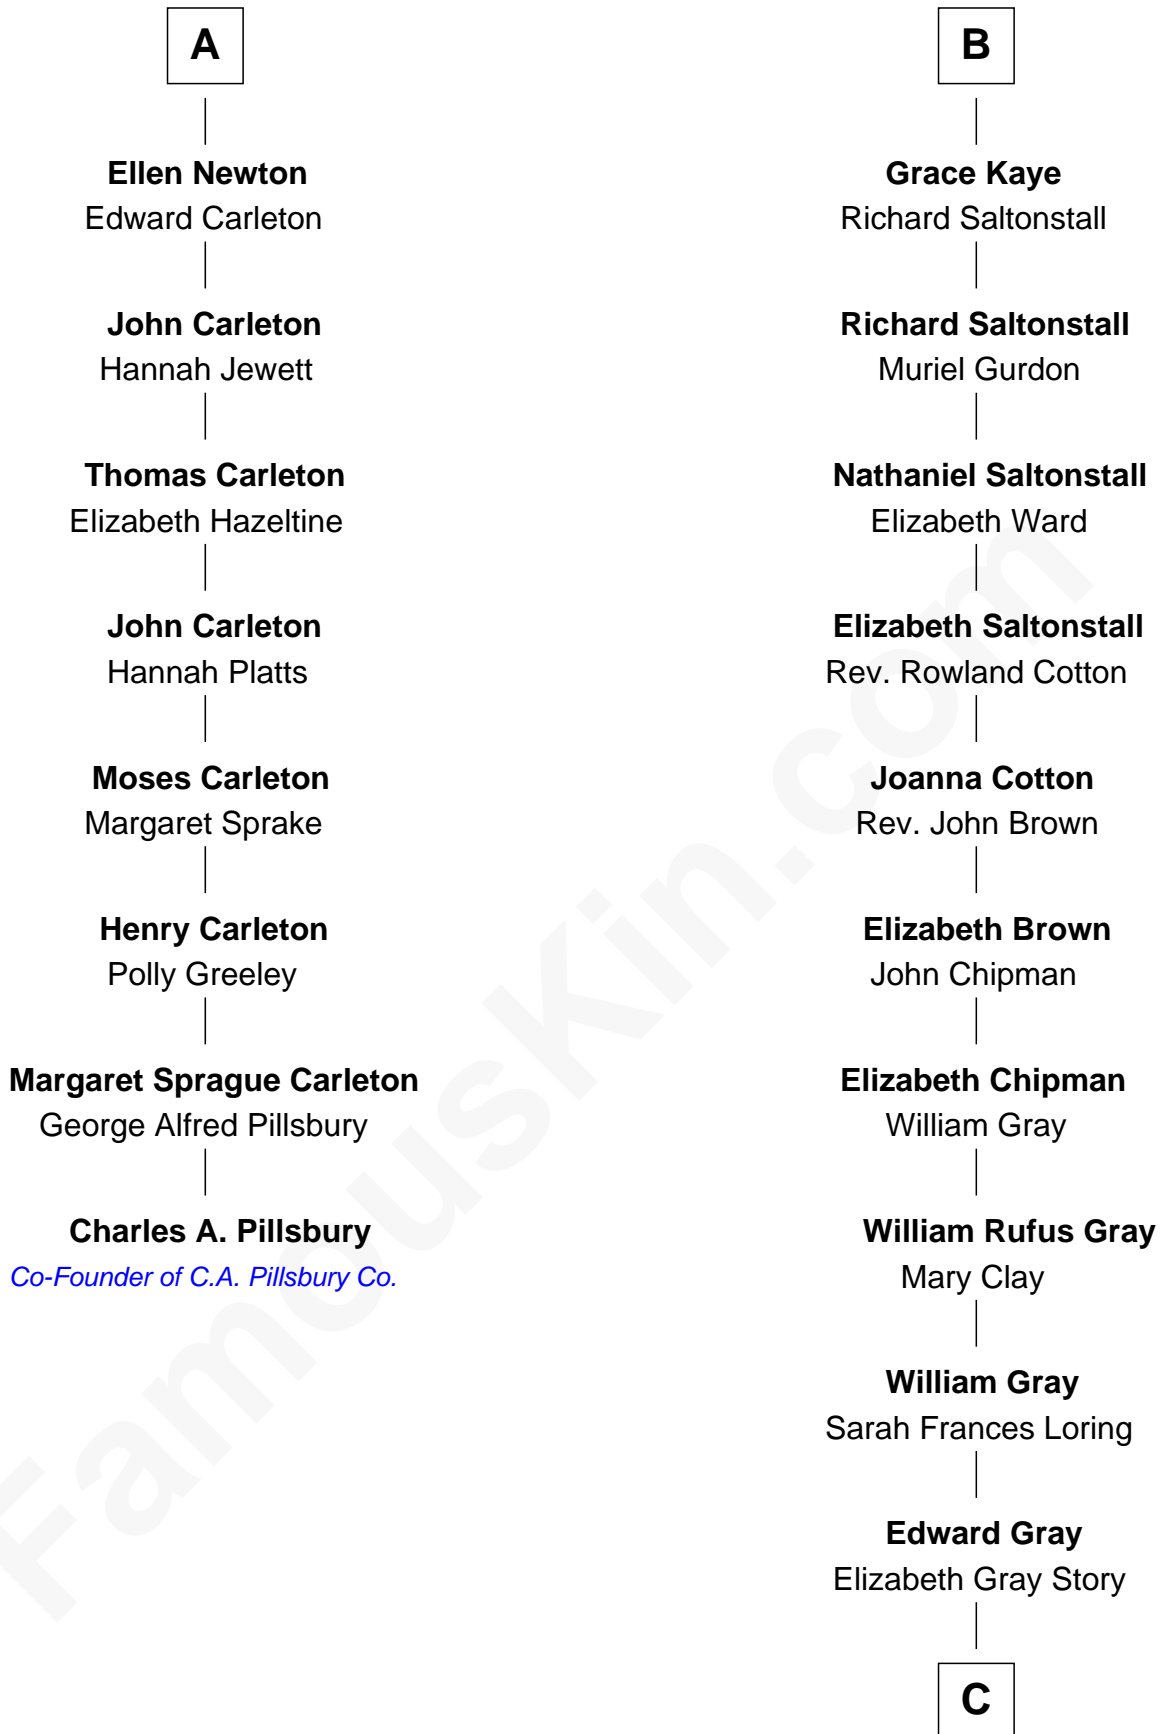 A
Ellen Newton
Edward Carleton
John Carleton
Hannah Jewett
Thomas Carleton
Elizabeth Hazeltine
John Carleton
Hannah Platts
Moses Carleton
Margaret Sprake
Henry Carleton
Polly Greeley
Margaret Sprague Carleton
George Alfred Pillsbury
Charles A. Pillsbury
Co-Founder of C.A. Pillsbury Co.
B
Grace Kaye
Richard Saltonstall
Richard Saltonstall
Muriel Gurdon
Nathaniel Saltonstall
Elizabeth Ward
Elizabeth Saltonstall
Rev. Rowland Cotton
Joanna Cotton
Rev. John Brown
Elizabeth Brown
John Chipman
Elizabeth Chipman
William Gray
William Rufus Gray
Mary Clay
William Gray
Sarah Frances Loring
Edward Gray
Elizabeth Gray Story
C
FamousKin.com